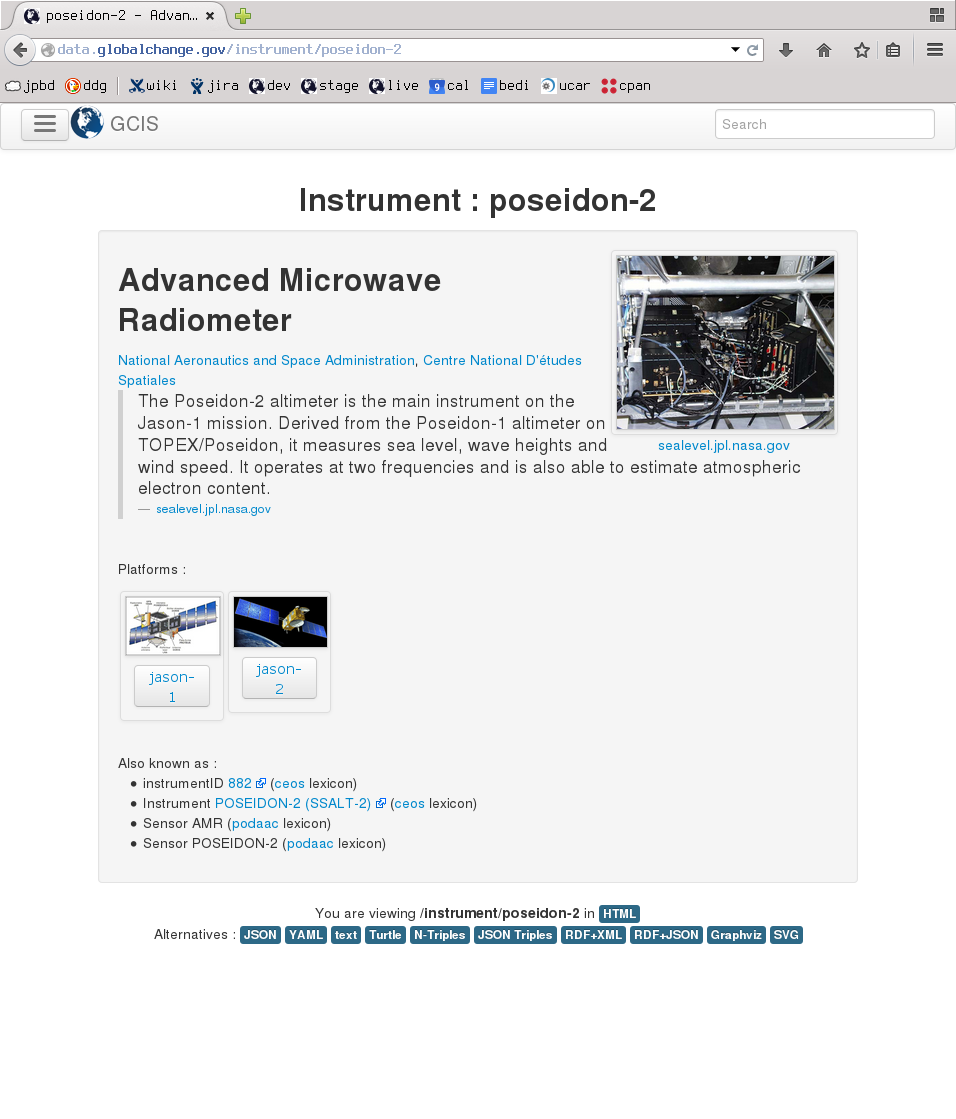 poseidon-2 – Advan...
data.globalchange.gov/instrument/poseidon-2
jpbd ddg wiki jira dev stage live cal bedi ucar cpan
GCIS
Search
Instrument : poseidon-2
Advanced Microwave
Radiometer
National Aeronautics and Space Administration, Centre National D'études
Spatiales
The Poseidon-2 altimeter is the main instrument on the
Jason-1 mission. Derived from the Poseidon-1 altimeter on
TOPEX/Poseidon, it measures sea level, wave heights and
wind speed. It operates at two frequencies and is also able to estimate atmospheric
electron content.
— sealevel.jpl.nasa.gov
sealevel.jpl.nasa.gov
Platforms :
jason-
1
jason-
2
Also known as :
• instrumentID 882 (ceos lexicon)
• Instrument POSEIDON-2 (SSALT-2) (ceos lexicon)
• Sensor AMR (podaac lexicon)
• Sensor POSEIDON-2 (podaac lexicon)
You are viewing /instrument/poseidon-2 in HTML
Alternatives : JSON YAML text Turtle N-Triples JSON Triples RDF+XML RDF+JSON Graphviz SVG